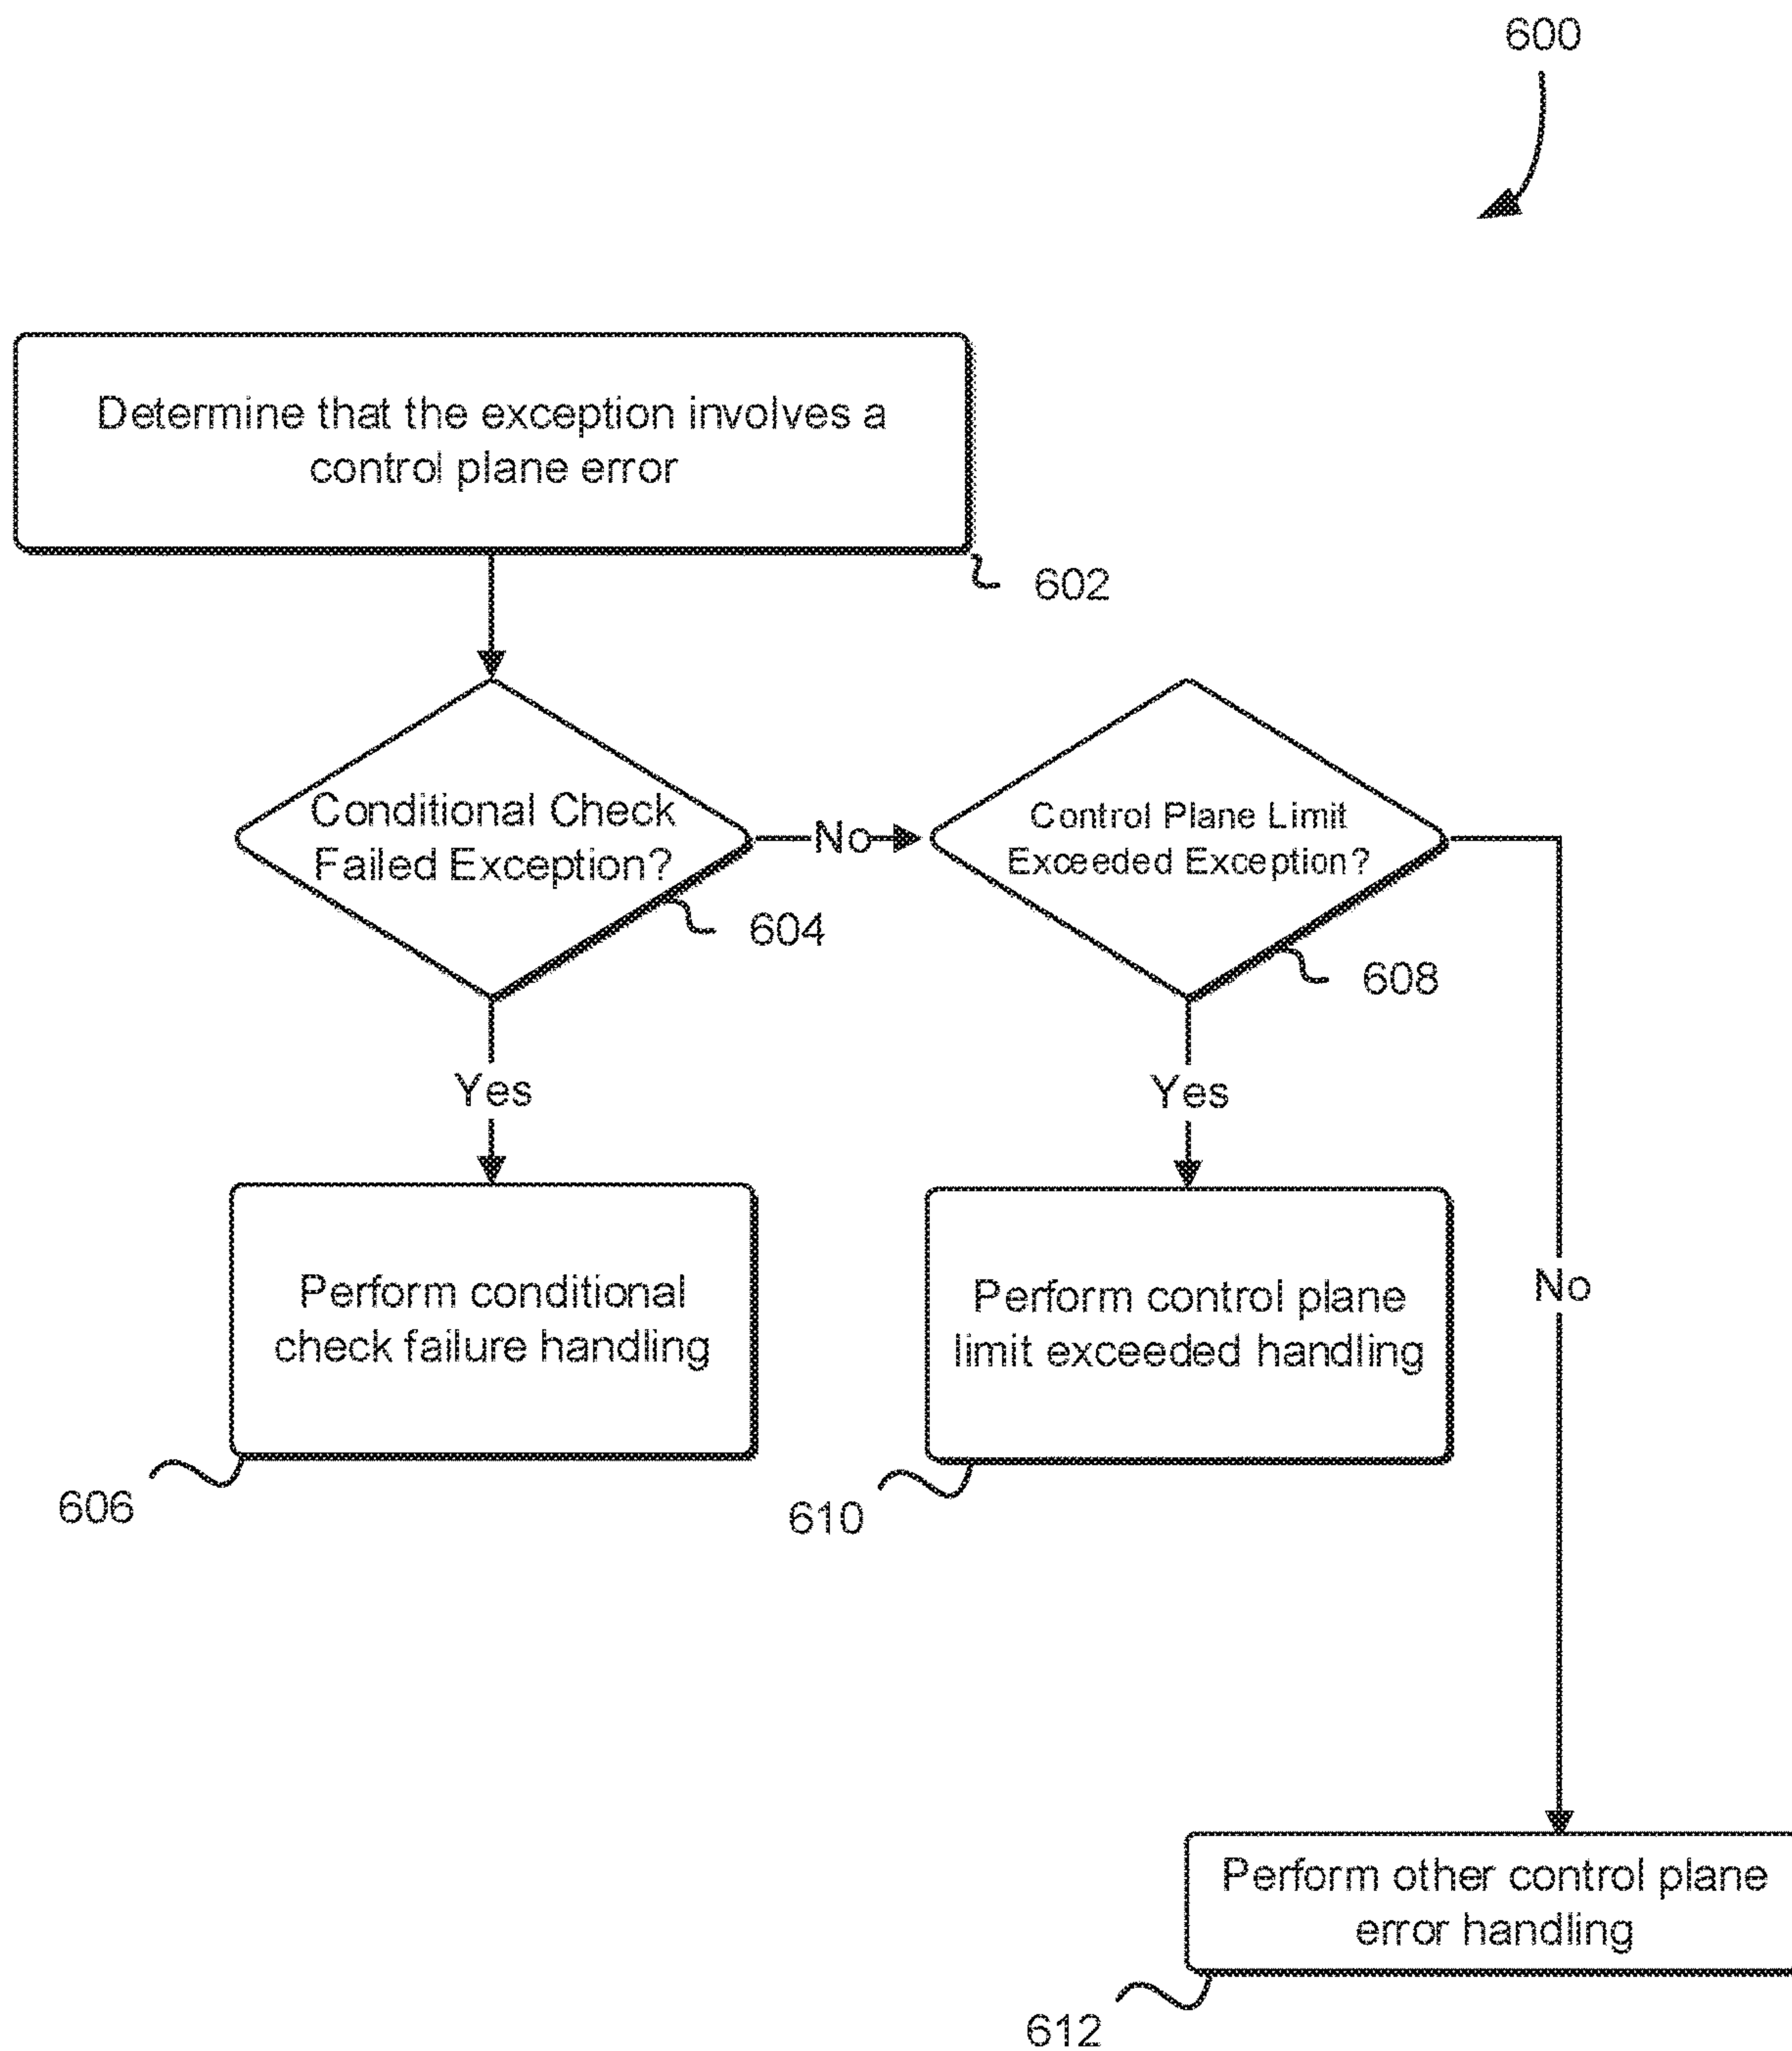 600
Determine that the exception involves a
control plane error
602
Conditional Check
Failed Exception?
604
No
Control Plane Limit
Exceeded Exception?
608
Yes
Yes
No
Perform conditional
check failure handling
606
Perform control plane
limit exceeded handling
610
Perform other control plane
error handling
612